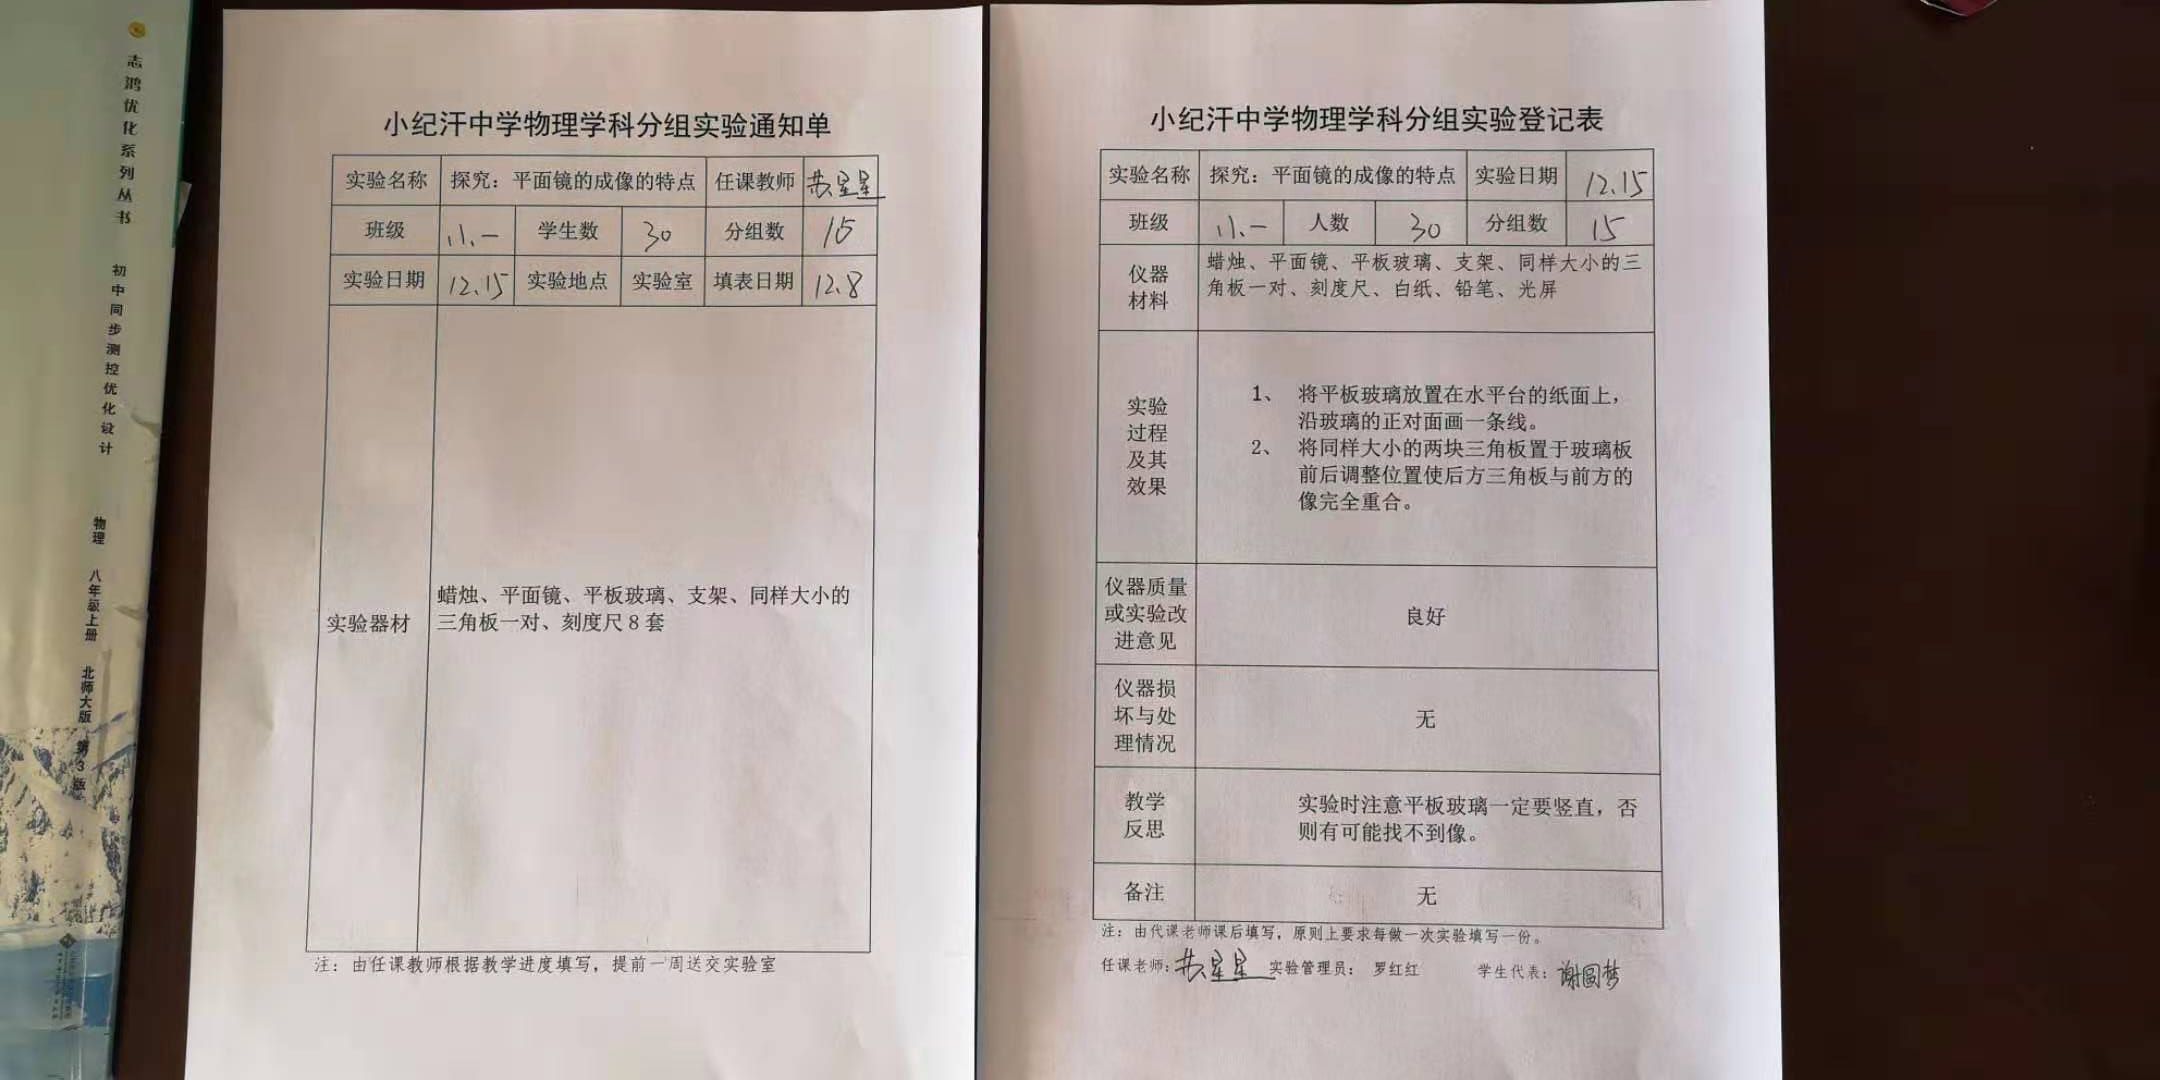 志鸿优化系列丛书
初中同步测控优化设计
物理
八年级上册
北师大版
第3版
小纪汗中学物理学科分组实验通知单
实验名称 探究：平面镜的成像的特点 任课教师 苏星星
班级 八.一 学生数 30 分组数 15
实验日期 12.15 实验地点 实验室 填表日期 12.8
实验器材
蜡烛、平面镜、平板玻璃、支架、同样大小的
三角板一对、刻度尺8套
注：由任课教师根据教学进度填写，提前一周送交实验室
小纪汗中学物理学科分组实验登记表
实验名称 探究：平面镜的成像的特点 实验日期 12.15
班级 八.一 人数 30 分组数 15
仪器
材料
蜡烛、平面镜、平板玻璃、支架、同样大小的三
角板一对、刻度尺、白纸、铅笔、光屏
实验
过程
及其
效果
1、 将平板玻璃放置在水平台的纸面上，
沿玻璃的正对面画一条线。
2、 将同样大小的两块三角板置于玻璃板
前后调整位置使后方三角板与前方的
像完全重合。
仪器质量
或实验改
进意见
良好
仪器损
坏与处
理情况
无
教学
反思
实验时注意平板玻璃一定要竖直，否
则有可能找不到像。
备注 无
注：由代课老师课后填写，原则上要求每做一次实验填写一份。
任课老师：苏星星 实验管理员： 罗红红 学生代表：谢圆梦